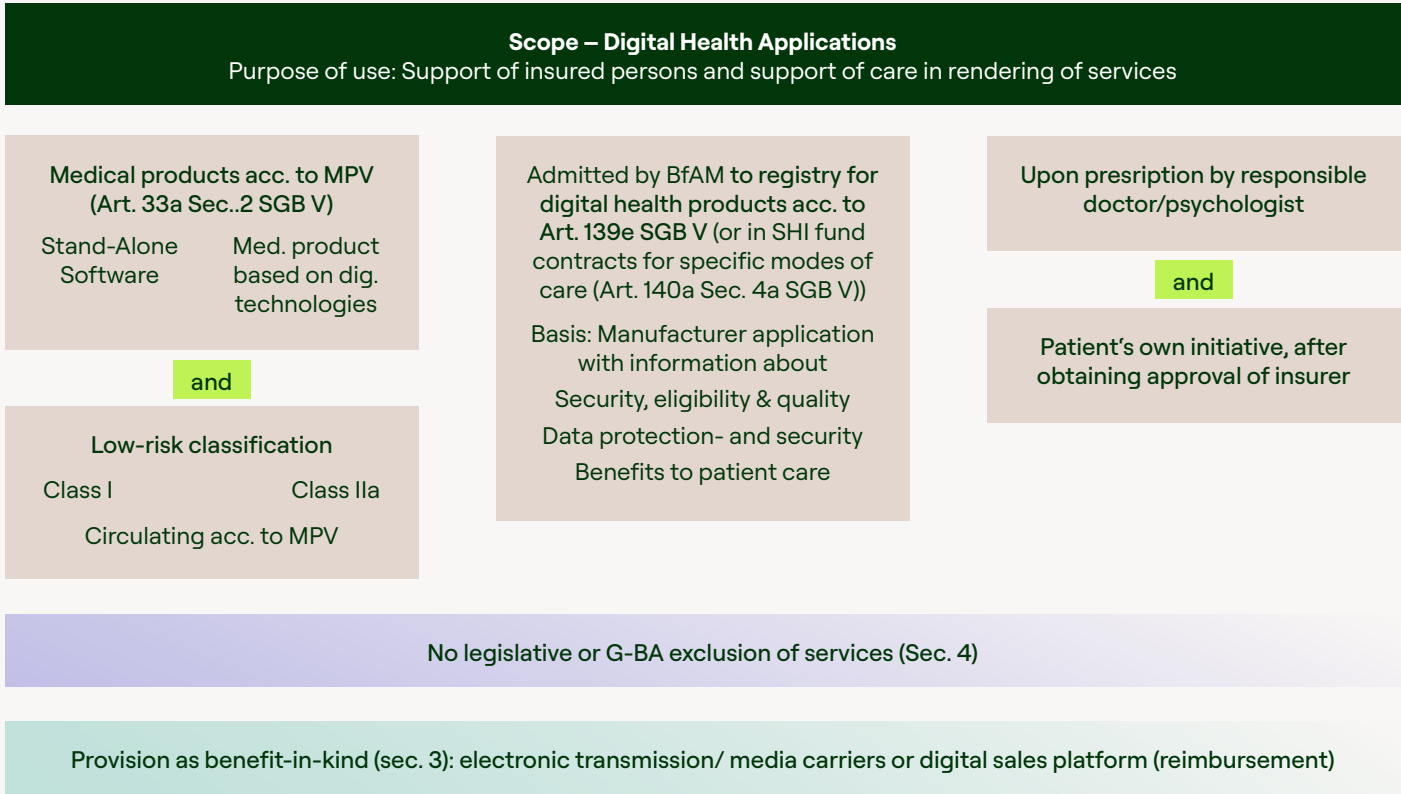 Scope – Digital Health Applications
Purpose of use: Support of insured persons and support of care in rendering of services
Medical products acc. to MPV
(Art. 33a Sec..2 SGB V)
Stand-Alone
Software
Med. product
based on dig.
technologies
and
Low-risk classification
Class I
Class IIa
Circulating acc. to MPV
Admitted by BfAM to registry for
digital health products acc. to
Art. 139e SGB V (or in SHI fund
contracts for specific modes of
care (Art. 140a Sec. 4a SGB V))
Basis: Manufacturer application
with information about
Security, eligibility & quality
Data protection- and security
Benefits to patient care
Upon presription by responsible
doctor/psychologist
and
Patient‘s own initiative, after
obtaining approval of insurer
No legislative or G-BA exclusion of services (Sec. 4)
Provision as benefit-in-kind (sec. 3): electronic transmission/ media carriers or digital sales platform (reimbursement)